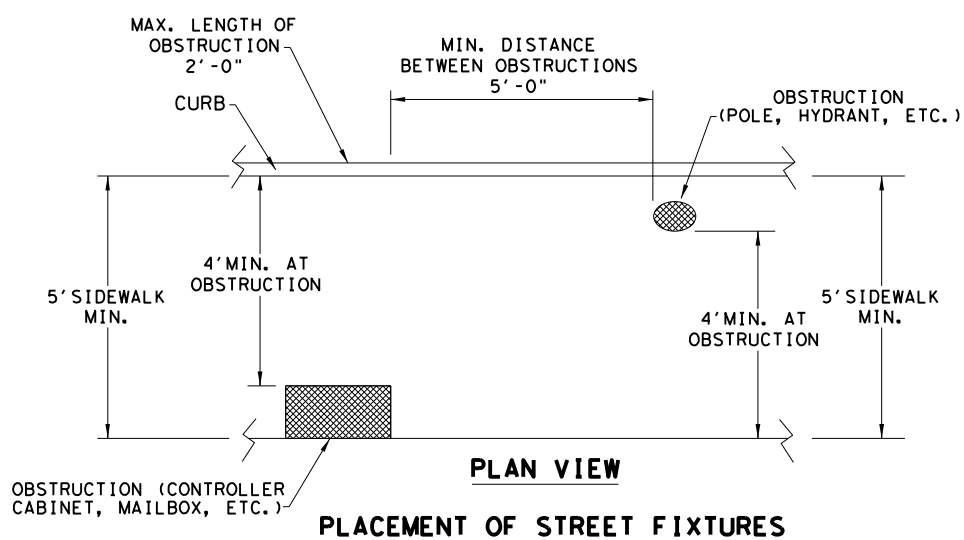 MAX. LENGTH OF
OBSTRUCTION
2'-0"
MIN. DISTANCE
BETWEEN OBSTRUCTIONS
5'-0"
CURB
OBSTRUCTION
(POLE, HYDRANT, ETC.)
4'MIN. AT
OBSTRUCTION
5'SIDEWALK
MIN.
4'MIN. AT
OBSTRUCTION
5'SIDEWALK
MIN.
OBSTRUCTION (CONTROLLER
CABINET, MAILBOX, ETC.)
PLAN VIEW
PLACEMENT OF STREET FIXTURES